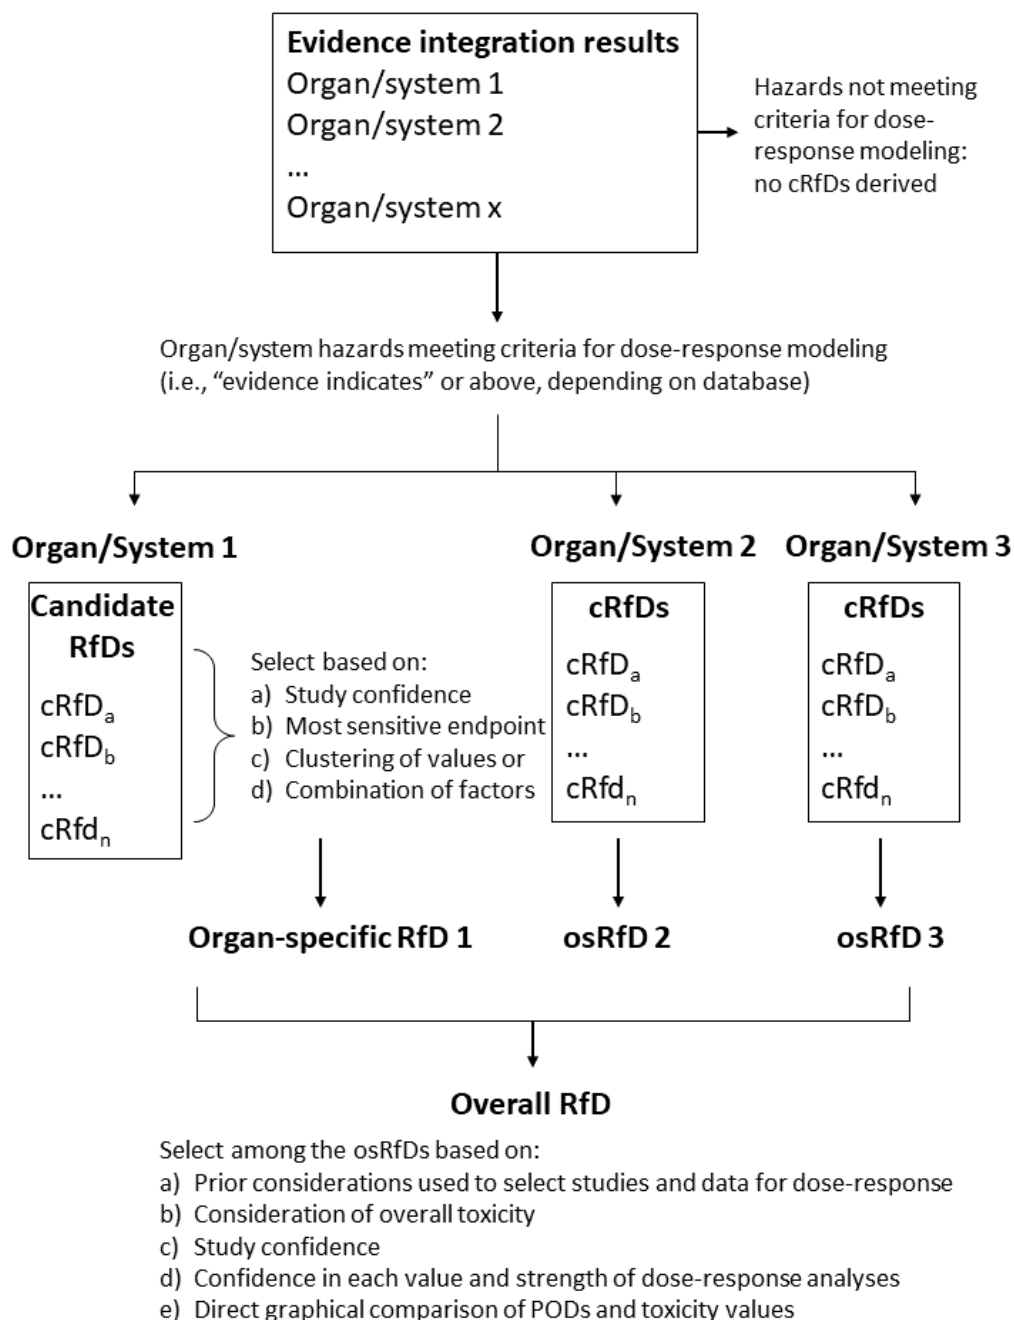 Evidence integration results
Organ/system 1
Organ/system 2
...
Organ/system x
Hazards not meeting
criteria for dose-
response modeling:
no cRfDs derived
Organ/system hazards meeting criteria for dose-response modeling
(i.e., “evidence indicates” or above, depending on database)
Organ/System 1
Candidate
RfDs
cRfDa
cRfDb
...
cRfdn
Select based on:
a) Study confidence
b) Most sensitive endpoint
c) Clustering of values or
d) Combination of factors
Organ/System 2
cRfDs
cRfDa
cRfDb
...
cRfdn
Organ/System 3
cRfDs
cRfDa
cRfDb
...
cRfdn
Organ-specific RfD 1
osRfD 2
osRfD 3
Overall RfD
Select among the osRfDs based on:
a) Prior considerations used to select studies and data for dose-response
b) Consideration of overall toxicity
c) Study confidence
d) Confidence in each value and strength of dose-response analyses
e) Direct graphical comparison of PODs and toxicity values